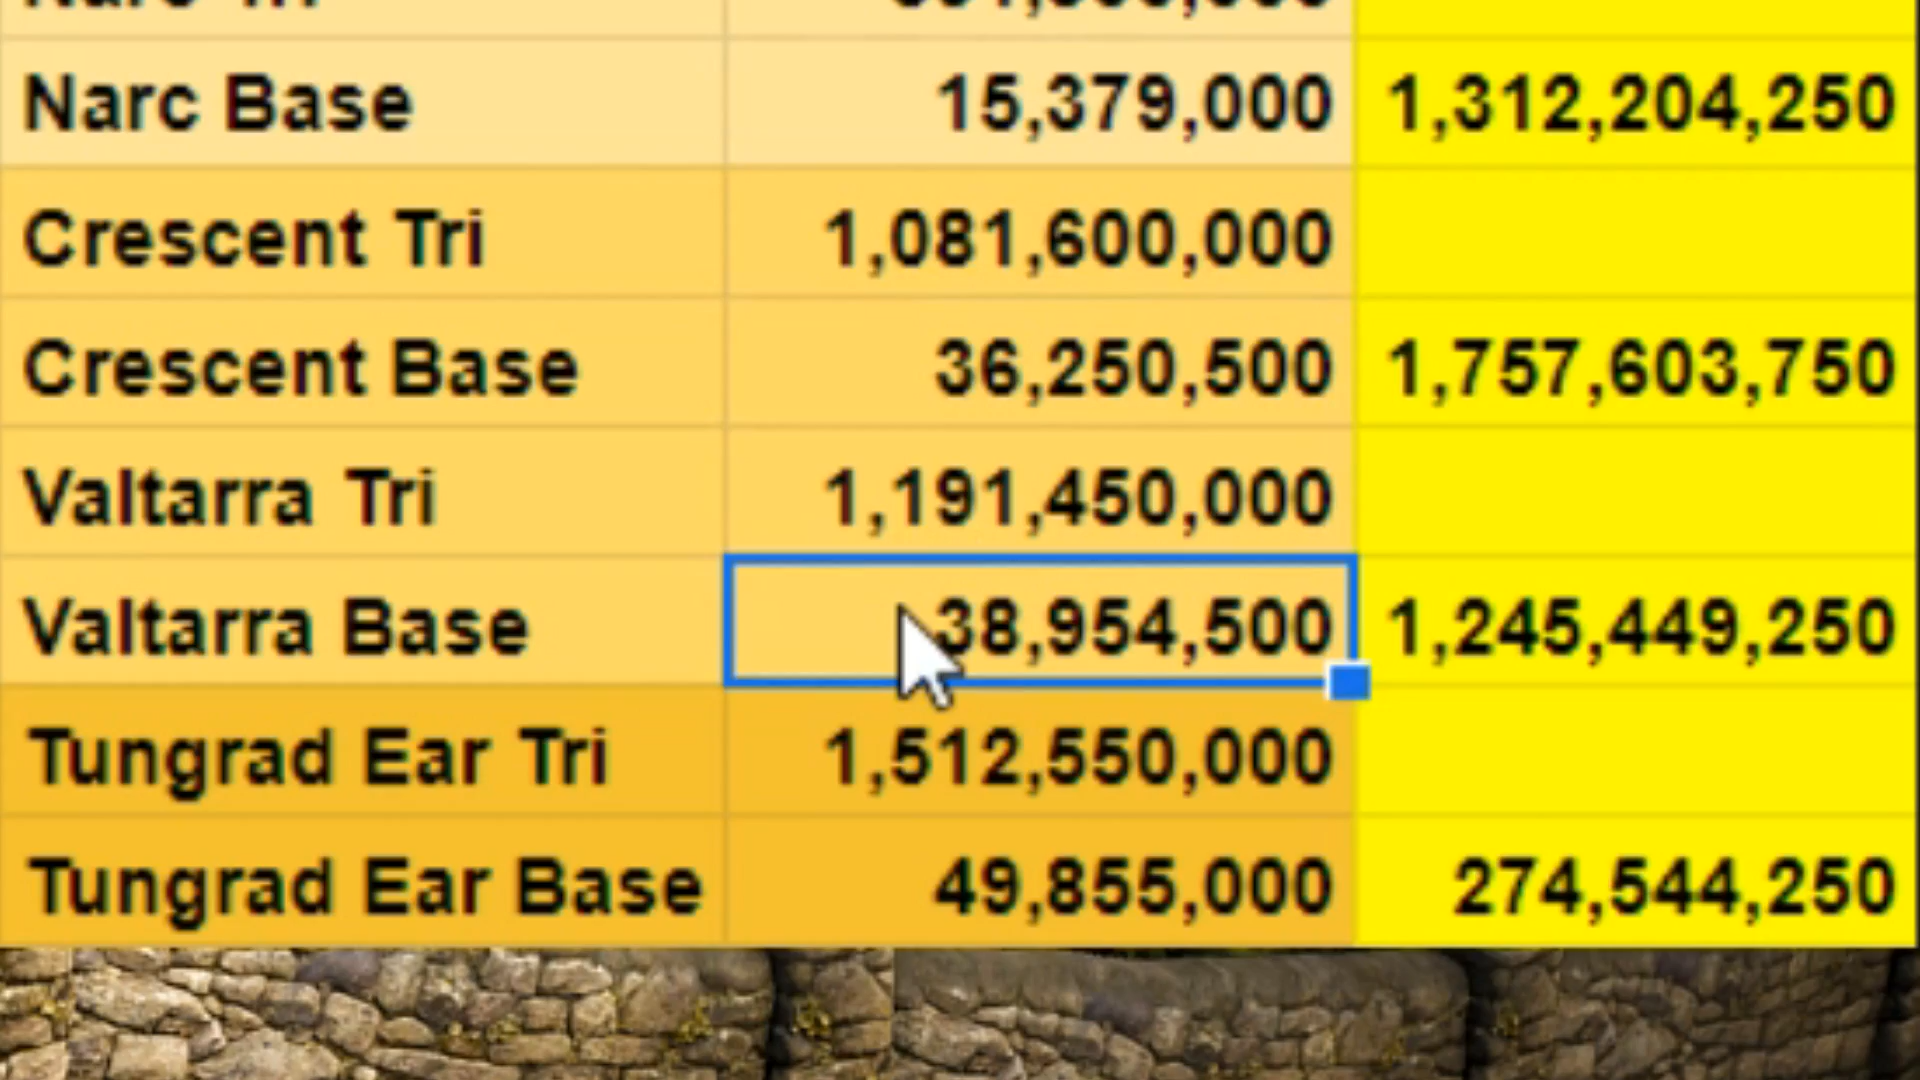 Narc Base 15,379,000 1,312,204,250
Crescent Tri 1,081,600,000
Crescent Base 36,250,500 1,757,603,750
Valtarra Tri 1,191,450,000
Valtarra Base 38,954,500 1,245,449,250
Tungrad Ear Tri 1,512,550,000
Tungrad Ear Base 49,855,000 274,544,250